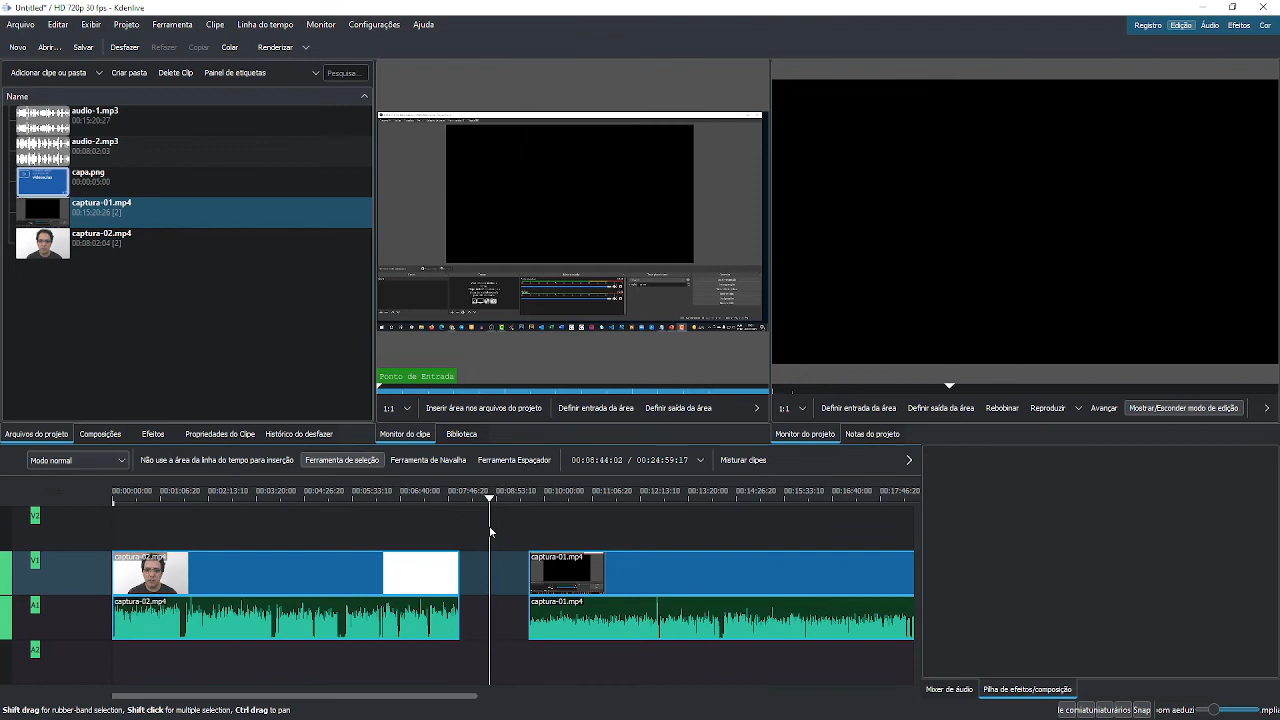 Untitled* / HD 720p 30 fps - Kdenlive
Arquivo Editar Exibir Projeto Ferramenta Clipe Linha do tempo Monitor Configurações Ajuda
Registro Edição Áudio Efeitos Cor
Novo Abrir... Salvar Desfazer Refazer Copiar Colar Renderizar
Adicionar clipe ou pasta Criar pasta Delete Clip Painel de etiquetas Pesquisa...
Name
audio-1.mp3
00:15:20:27
audio-2.mp3
00:08:02:03
capa.png
00:00:05:00
captura-01.mp4
00:15:20:26 [2]
captura-02.mp4
00:08:02:04 [2]
Ponto de Entrada
1:1 Inserir área nos arquivos do projeto Definir entrada da área Definir saída da área
1:1 Definir entrada da área Definir saída da área Rebobinar Reproduzir Avançar Mostrar/Esconder modo de edição
Arquivos do projeto Composições Efeitos Propriedades do Clipe Histórico do desfazer
Monitor do clipe Biblioteca
Monitor do projeto Notas do projeto
Modo normal Não use a área da linha do tempo para inserção Ferramenta de seleção Ferramenta de Navalha Ferramenta Espaçador 00:08:44:02 / 00:24:59:17 Misturar clipes
00:00:00:00 00:01:06:20 00:02:13:10 00:03:20:00 00:04:26:20 00:05:33:10 00:06:40:00 00:07:46:20 00:08:53:10 00:10:00:00 00:11:06:20 00:12:13:10 00:13:20:00 00:14:26:20 00:15:33:10 00:16:40:00 00:17:46:20
V2
V1 captura-02.mp4 captura-01.mp4
A1 captura-02.mp4 captura-01.mp4
A2
Mixer de áudio Pilha de efeitos/composição
Shift drag for rubber-band selection, Shift click for multiple selection, Ctrl drag to pan
Snap